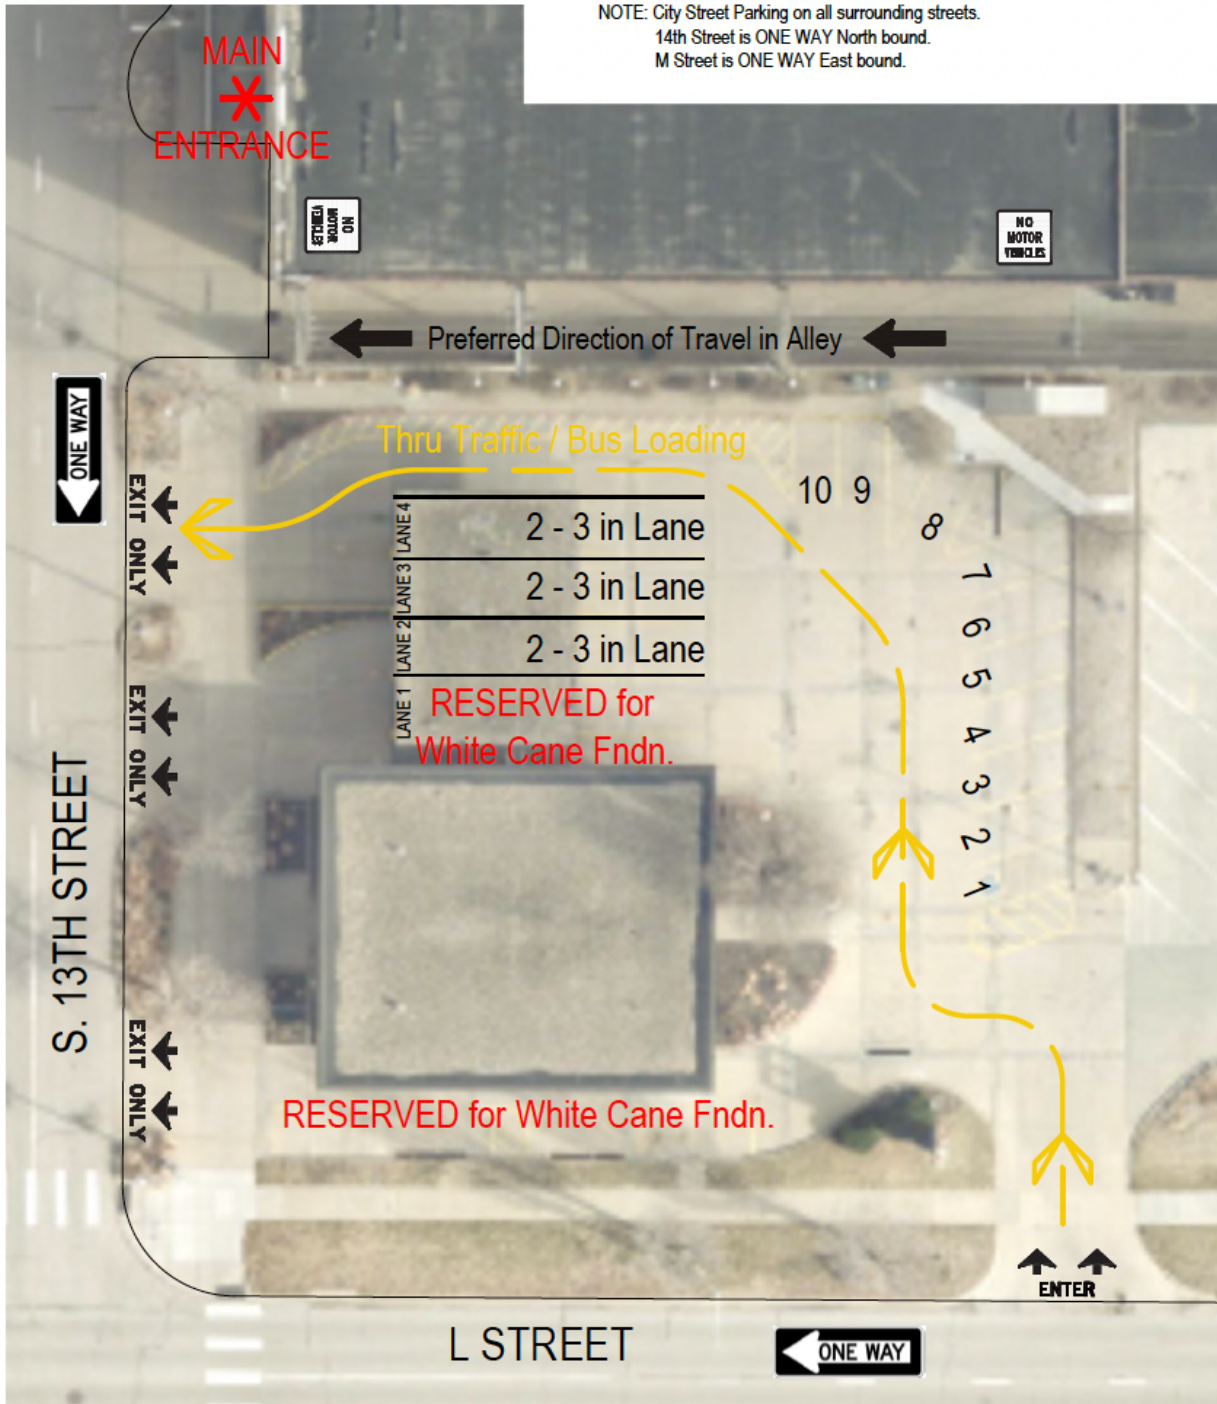 NOTE: City Street Parking on all surrounding streets.
14th Street is ONE WAY North bound.
M Street is ONE WAY East bound.
MAIN
ENTRANCE
NO
MOTOR
VEHICLES
NO
MOTOR
VEHICLES
Preferred Direction of Travel in Alley
ONE WAY
Thru Traffic / Bus Loading
EXIT ONLY
10 9
8
7
6
5
4
3
2
1
LANE 4
2 - 3 in Lane
LANE 3
2 - 3 in Lane
LANE 2
2 - 3 in Lane
LANE 1
RESERVED for
White Cane Fndn.
EXIT ONLY
S. 13TH STREET
EXIT ONLY
RESERVED for White Cane Fndn.
ENTER
L STREET
ONE WAY